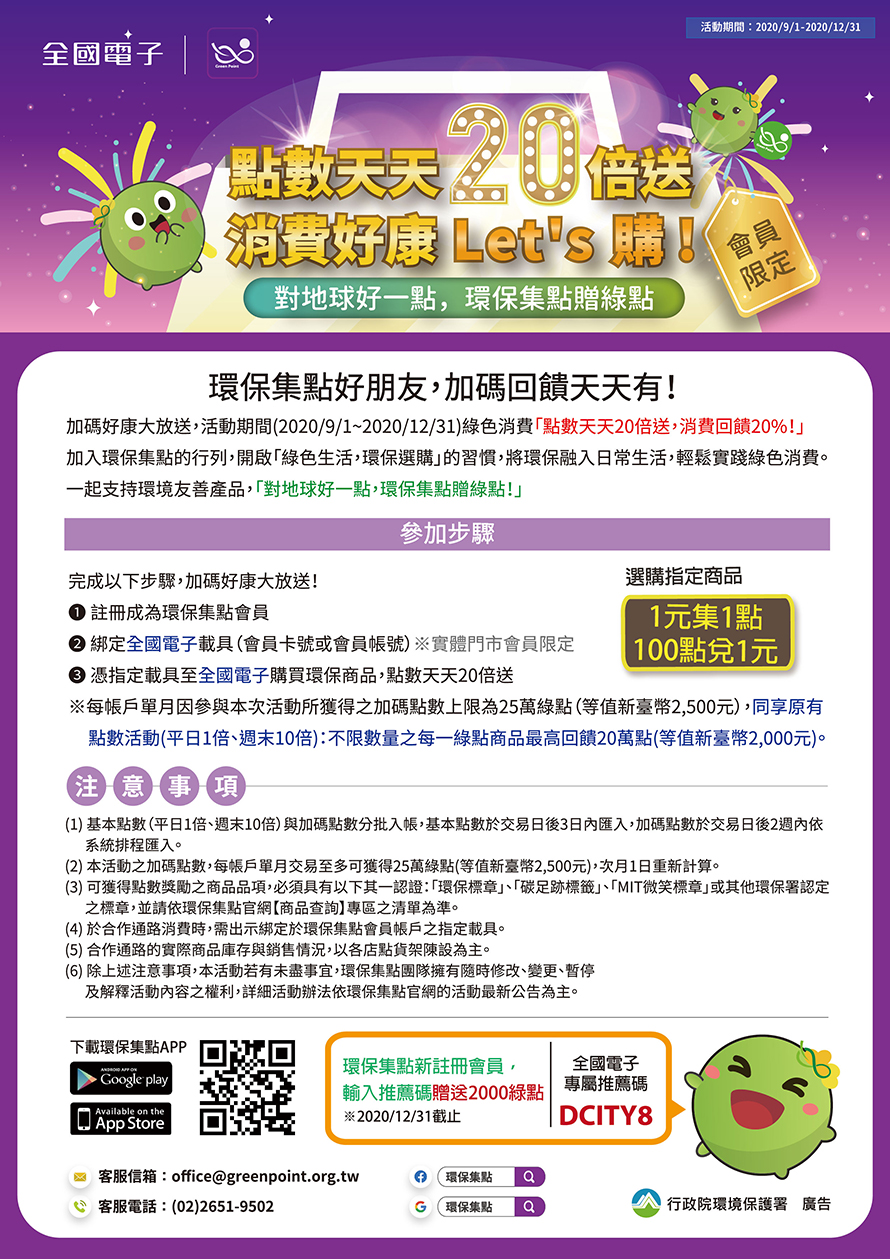 活動期間：2020/9/1-2020/12/31
全國電子
Green Point
點數天天20倍送
消費好康 Let's 購！
會員
限定
對地球好一點，環保集點贈綠點
環保集點好朋友，加碼回饋天天有！
加碼好康大放送，活動期間(2020/9/1~2020/12/31)綠色消費「點數天天20倍送，消費回饋20%！」
加入環保集點的行列，開啟「綠色生活，環保選購」的習慣，將環保融入日常生活，輕鬆實踐綠色消費。
一起支持環境友善產品，「對地球好一點，環保集點贈綠點！」
參加步驟
完成以下步驟，加碼好康大放送！
❶ 註冊成為環保集點會員
❷ 綁定全國電子載具（會員卡號或會員帳號）※實體門市會員限定
❸ 憑指定載具至全國電子購買環保商品，點數天天20倍送
選購指定商品
1元集1點
100點兌1元
※每帳戶單月因參與本次活動所獲得之加碼點數上限為25萬綠點（等值新臺幣2,500元），同享原有
點數活動(平日1倍、週末10倍)：不限數量之每一綠點商品最高回饋20萬點(等值新臺幣2,000元)。
注意事項
(1) 基本點數（平日1倍、週末10倍）與加碼點數分批入帳，基本點數於交易日後3日內匯入，加碼點數於交易日後2週內依
系統排程匯入。
(2) 本活動之加碼點數，每帳戶單月交易至多可獲得25萬綠點(等值新臺幣2,500元)，次月1日重新計算。
(3) 可獲得點數獎勵之商品品項，必須具有以下其一認證：「環保標章」、「碳足跡標籤」、「MIT微笑標章」或其他環保署認定
之標章，並請依環保集點官網【商品查詢】專區之清單為準。
(4) 於合作通路消費時，需出示綁定於環保集點會員帳戶之指定載具。
(5) 合作通路的實際商品庫存與銷售情況，以各店點貨架陳設為主。
(6) 除上述注意事項，本活動若有未盡事宜，環保集點團隊擁有隨時修改、變更、暫停
及解釋活動內容之權利，詳細活動辦法依環保集點官網的活動最新公告為主。
下載環保集點APP
ANDROID APP ON
Google play
Available on the
App Store
環保集點新註冊會員，
輸入推薦碼贈送2000綠點
※2020/12/31截止
全國電子
專屬推薦碼
DCITY8
客服信箱：office@greenpoint.org.tw
環保集點
客服電話：(02)2651-9502
環保集點
行政院環境保護署 廣告